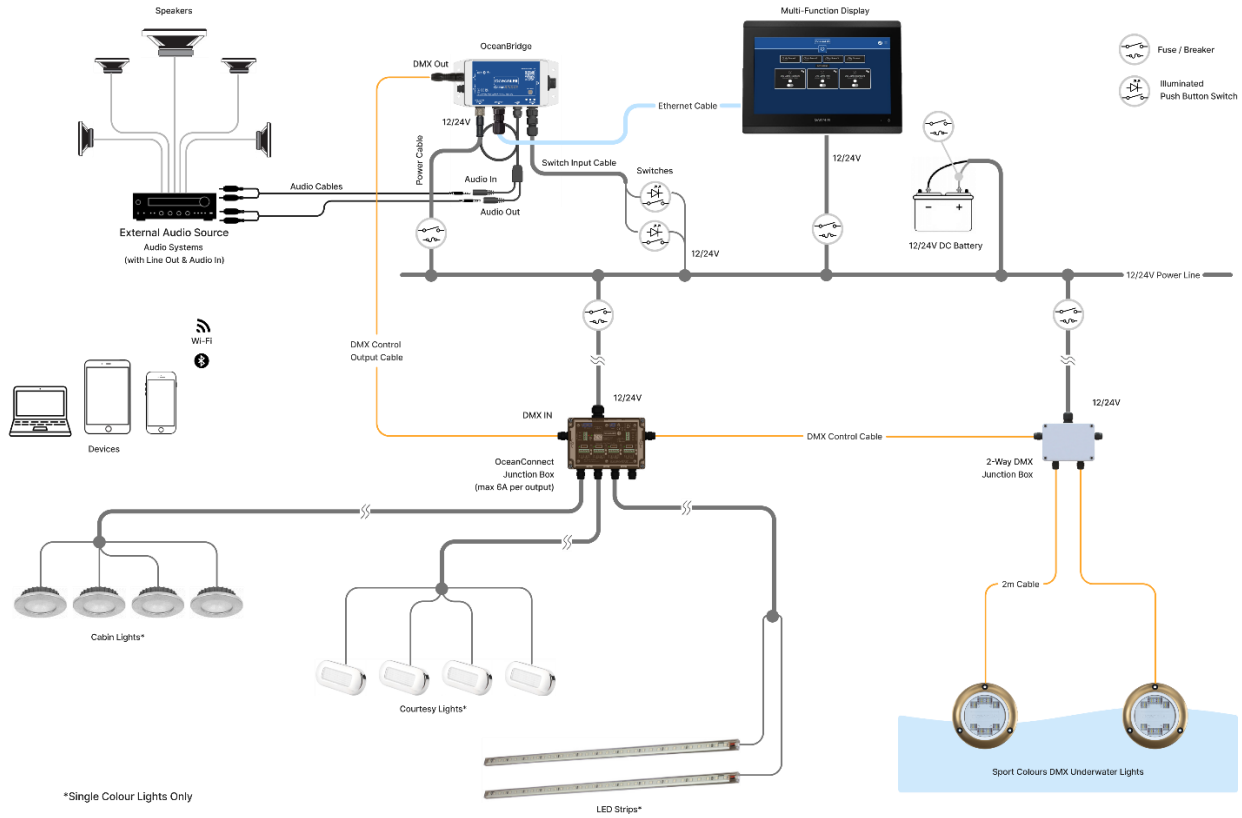 Speakers
Multi-Function Display
OceanBridge
DMX Out
Fuse / Breaker
Illuminated
Push Button Switch
Ethernet Cable
12/24V
Power Cable
Switch Input Cable
Switches
12/24V
GARMIN
Audio Cables
Audio In
Audio Out
External Audio Source
Audio Systems
(with Line Out & Audio In)
12/24V
12/24V DC Battery
12/24V Power Line
Wi-Fi
DMX Control
Output Cable
Devices
12/24V
DMX IN
DMX Control Cable
12/24V
OceanConnect
Junction Box
(max 6A per output)
2-Way DMX
Junction Box
2m Cable
Cabin Lights*
Courtesy Lights*
LED Strips*
Sport Colours DMX Underwater Lights
*Single Colour Lights Only